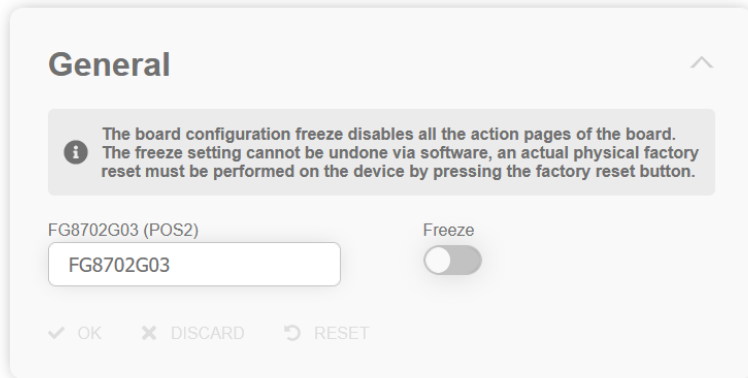 General
The board configuration freeze disables all the action pages of the board.
The freeze setting cannot be undone via software, an actual physical factory
reset must be performed on the device by pressing the factory reset button.
FG8702G03 (POS2)
Freeze
FG8702G03
OK DISCARD RESET